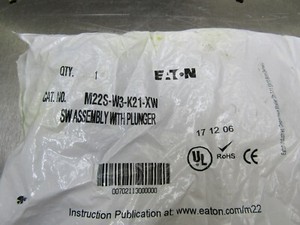 QTY. 1 EATON
CAT. NO. M22S-W3-K21-XW
SW ASSEMBLY WITH PLUNGER
17 12 06
UL RoHS CE
00702113000000
Instruction Publication at: www.eaton.com/m22